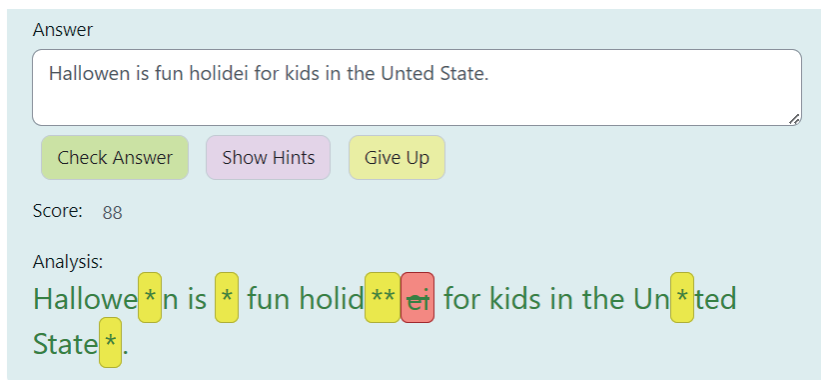 Answer
Hallowen is fun holidei for kids in the Unted State.
Check Answer Show Hints Give Up
Score: 88
Analysis:
Hallowe*n is * fun holid**ei for kids in the Un*ted
State*.